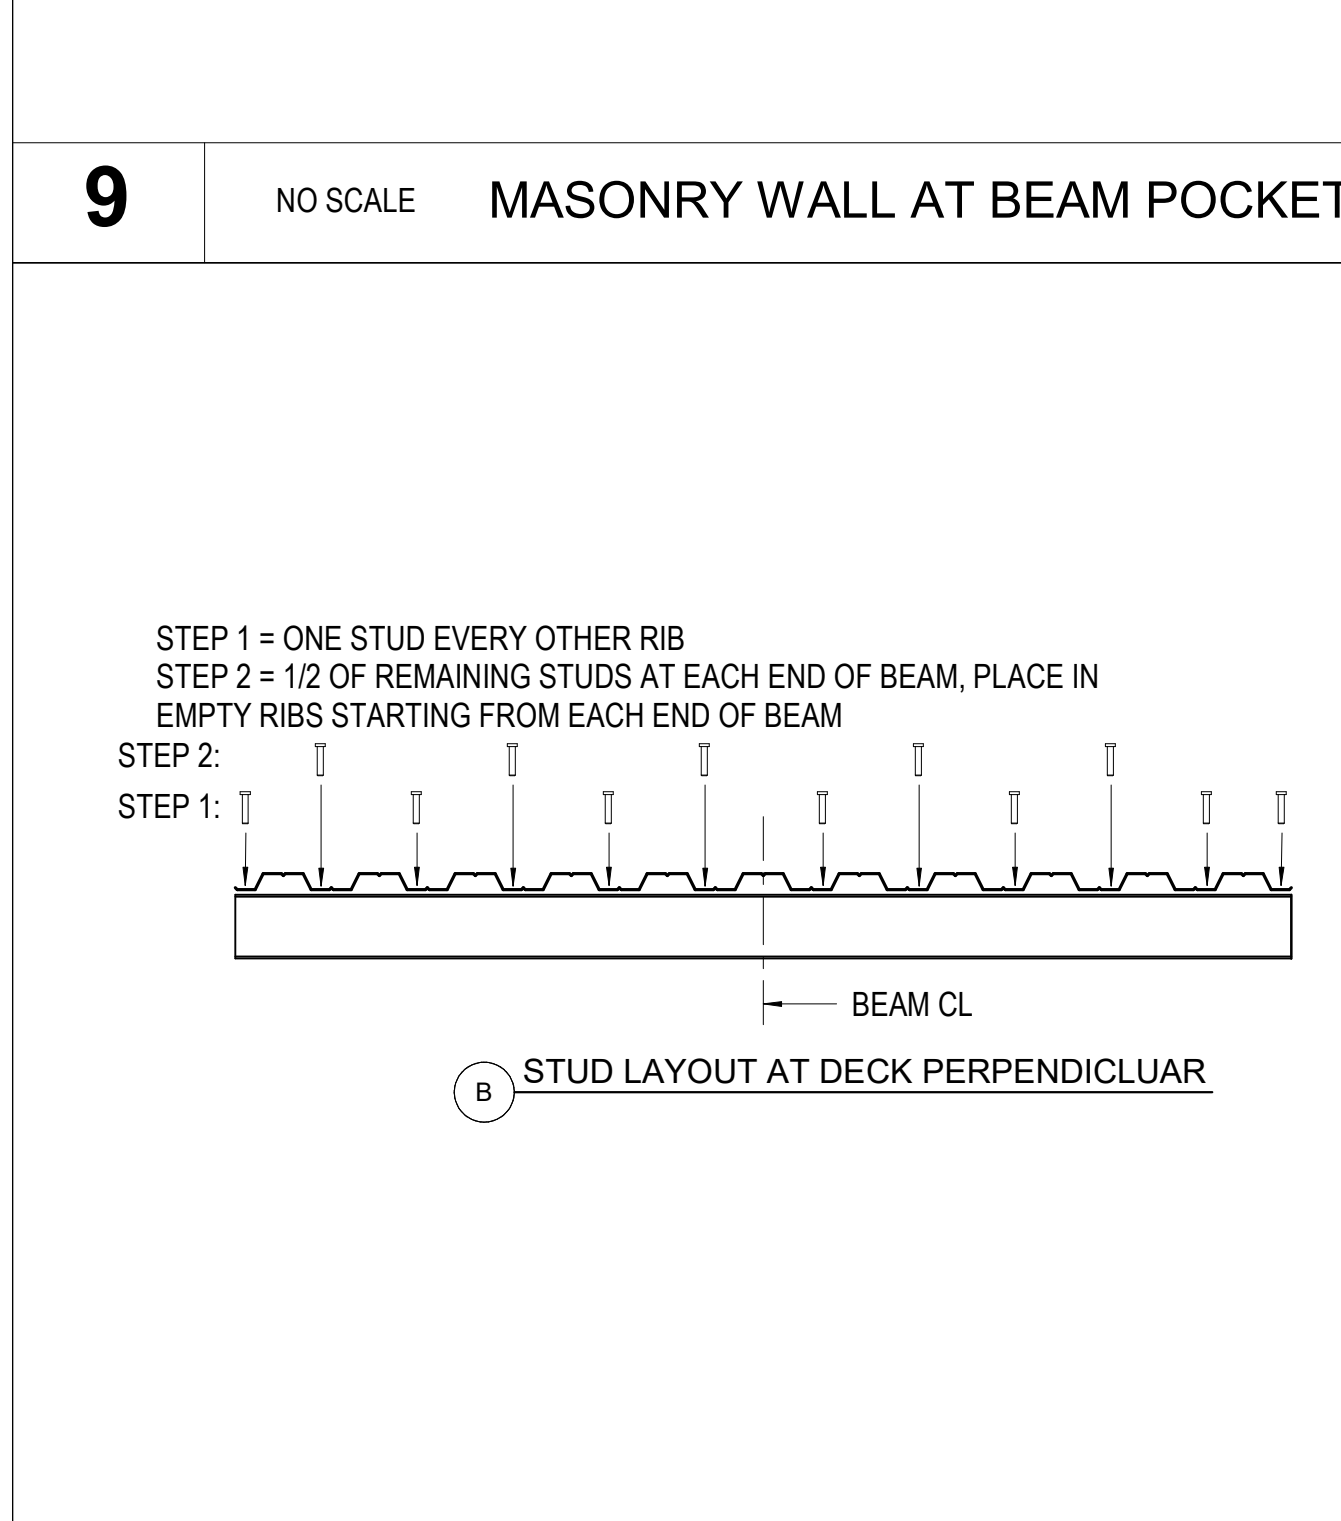 9
NO SCALE
MASONRY WALL AT BEAM POCKET
STEP 1 = ONE STUD EVERY OTHER RIB
STEP 2 = 1/2 OF REMAINING STUDS AT EACH END OF BEAM, PLACE IN
EMPTY RIBS STARTING FROM EACH END OF BEAM
STEP 2:
STEP 1:
BEAM CL
STUD LAYOUT AT DECK PERPENDICLUAR
B